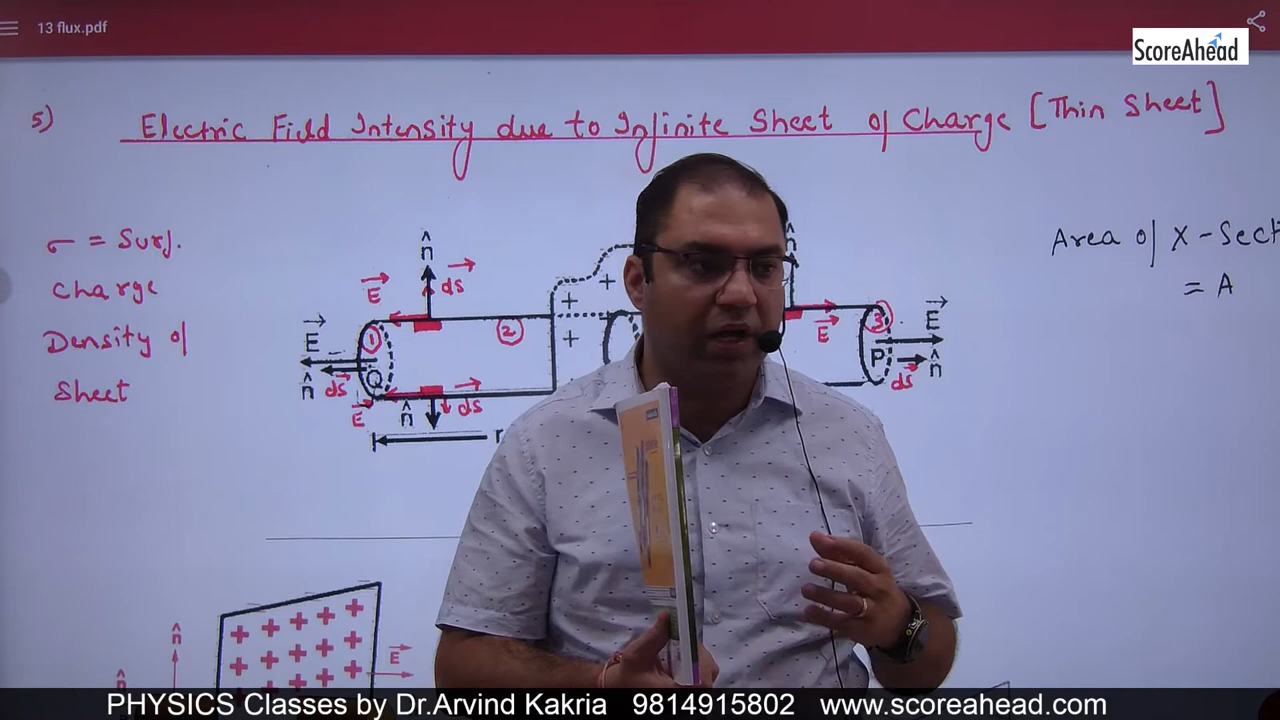 13 flux.pdf
ScoreAhead
5) Electric Field Intensity due to Infinite Sheet of Charge [Thin Sheet]
σ = Surf.
charge
Density of
Sheet
Area of X-Secti
= A
n̂
E⃗
ds⃗
E⃗
n̂
ds⃗
1
Q
2
+
+
+
E⃗
n̂
ds⃗
r
n̂
E⃗
3
P
E⃗
n̂
ds⃗
n̂
E⃗
+ + + + +
+ + + + +
+ + + + +
n̂
E⃗
n̂
PHYSICS Classes by Dr.Arvind Kakria 9814915802 www.scoreahead.com